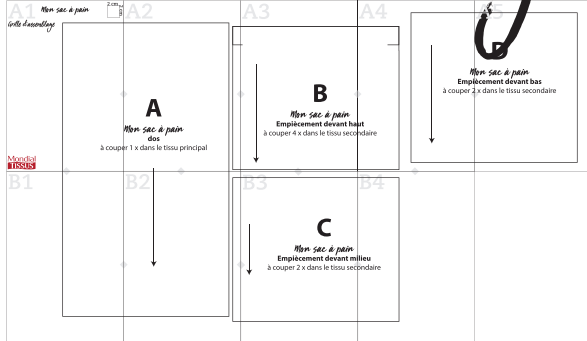 A1
Mon sac à pain
Grille d'assemblage
2 cm
2 cm
A2
A3
A4
A5
A
Mon sac à pain
dos
à couper 1 x dans le tissu principal
B
Mon sac à pain
Empiècement devant haut
à couper 4 x dans le tissu secondaire
D
Mon sac à pain
Empiècement devant bas
à couper 2 x dans le tissu secondaire
Mondial
TISSUS
B1
B2
B3
B4
C
Mon sac à pain
Empiècement devant milieu
à couper 2 x dans le tissu secondaire